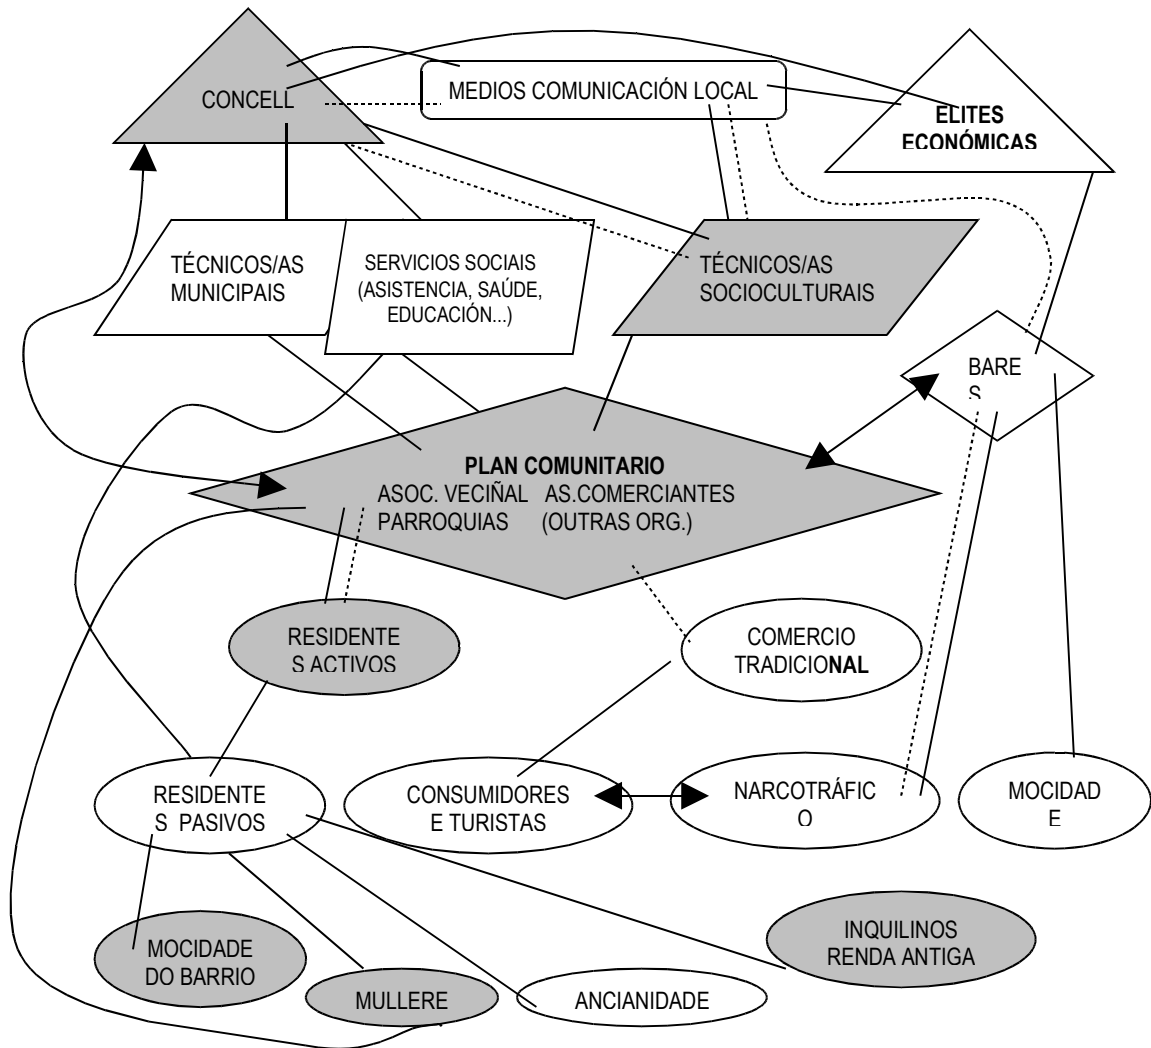 CONCELL
MEDIOS COMUNICACIÓN LOCAL
ELITES
ECONÓMICAS
TÉCNICOS/AS
MUNICIPAIS
SERVICIOS SOCIAIS
(ASISTENCIA, SAÚDE,
EDUCACIÓN...)
TÉCNICOS/AS
SOCIOCULTURAIS
BARE
S
PLAN COMUNITARIO
ASOC. VECIÑAL AS.COMERCIANTES
PARROQUIAS (OUTRAS ORG.)
RESIDENTE
S ACTIVOS
COMERCIO
TRADICIONAL
RESIDENTE
S PASIVOS
CONSUMIDORES
E TURISTAS
NARCOTRÁFIC
O
MOCIDAD
E
MOCIDADE
DO BARRIO
MULLERE
ANCIANIDADE
INQUILINOS
RENDA ANTIGA